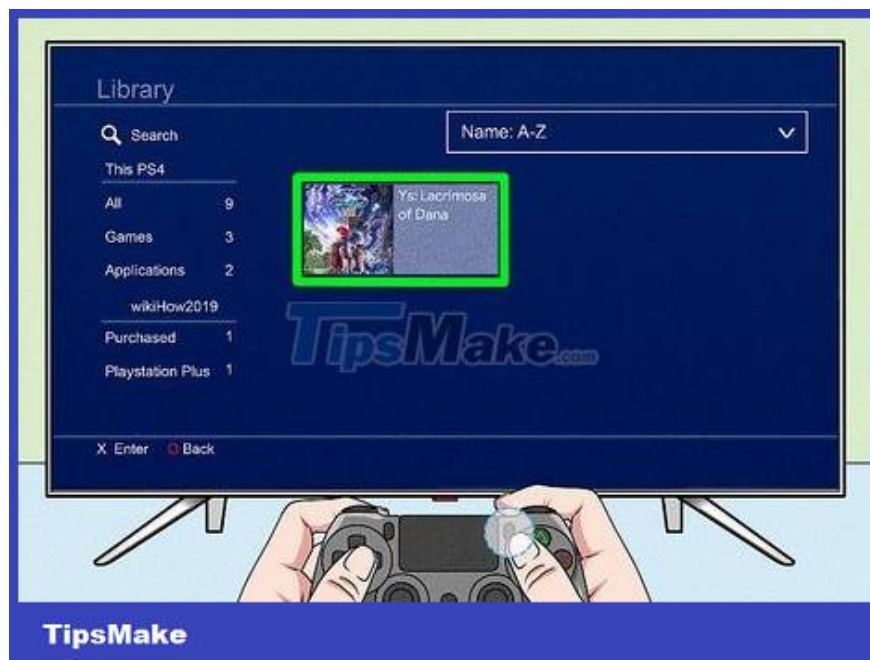 Library
Search
Name: A-Z
This PS4
All 9
Games 3
Applications 2
wikiHow2019
Purchased 1
Playstation Plus 1
Ys: Lacrimosa
of Dana
TipsMake.com
X Enter O Back
TipsMake